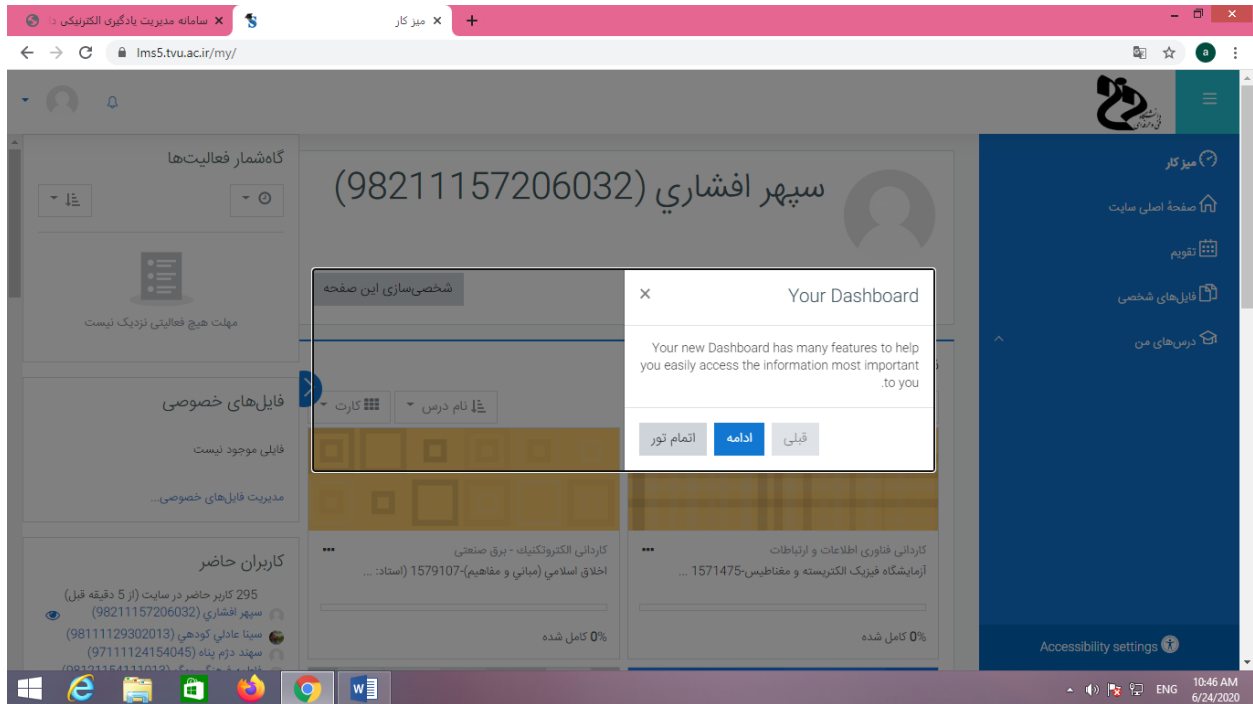 سامانه مدیریت یادگیری الکترنیکی دا
میز کار
lms5.tvu.ac.ir/my/
a
میز کار
صفحهٔ اصلی سایت
تقویم
فایل‌های شخصی
درس‌های من
Accessibility settings
سپهر افشاري (98211157206032)
شخصی‌سازی این صفحه
Your Dashboard
Your new Dashboard has many features to help
you easily access the information most important
.to you
قبلی
ادامه
اتمام تور
نام درس
کارت
کاردانی فناوری اطلاعات و ارتباطات
آزمایشگاه فیزیک الکتریسته و مغناطیس-1571475 ...
0% کامل شده
کاردانی الکتروتکنیك - برق صنعتی
اخلاق اسلامي (مباني و مفاهیم)-1579107 (استاد: ...
0% کامل شده
گاه‌شمار فعالیت‌ها
مهلت هیچ فعالیتی نزدیک نیست
فایل‌های خصوصی
فایلی موجود نیست
مدیریت فایل‌های خصوصی...
کاربران حاضر
295 کاربر حاضر در سایت (از 5 دقیقه قبل)
سپهر افشاري (98211157206032)
سینا عادلي کودهي (98111129302013)
سهند دژم پناه (97111124154045)
ENG
10:46 AM
6/24/2020